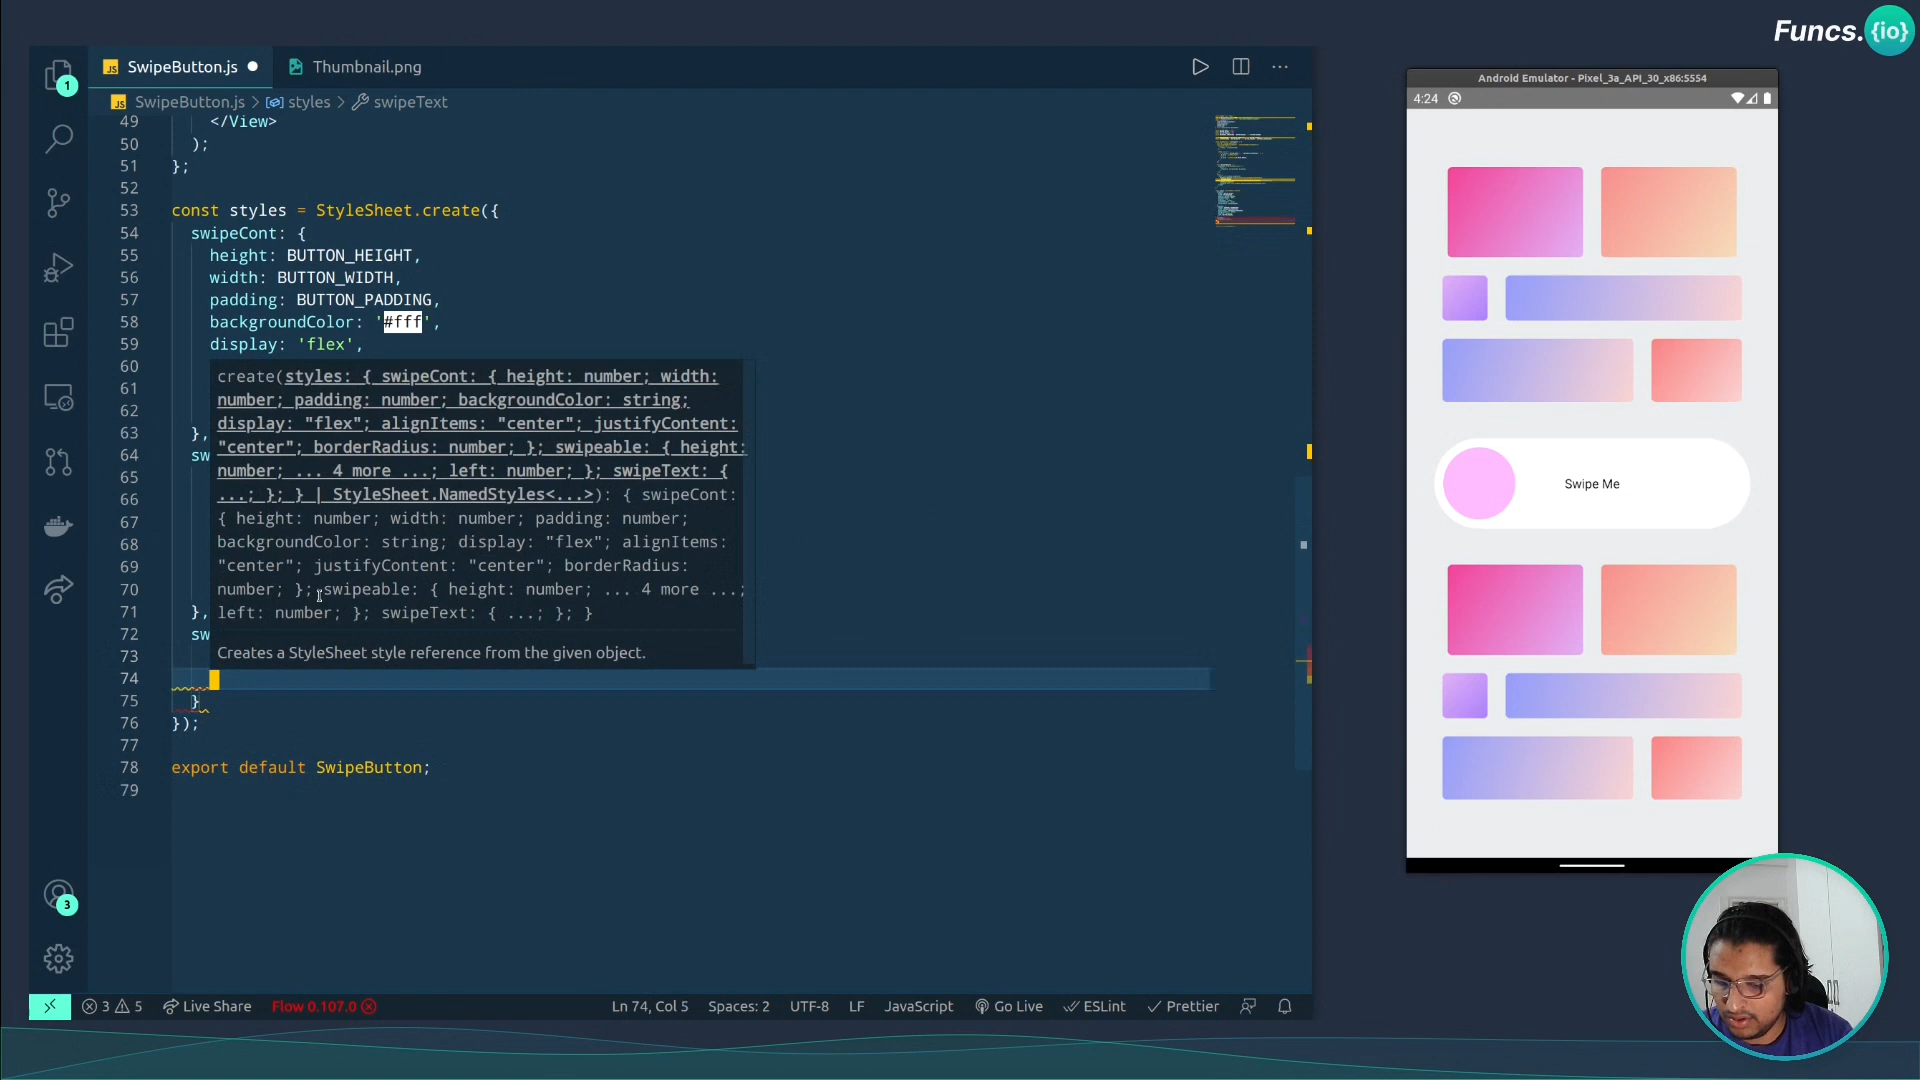 Funcs.{io}
SwipeButton.js
Thumbnail.png
SwipeButton.js > styles > swipeText
49 </View>
50 );
51 };
52
53 const styles = StyleSheet.create({
54 swipeCont: {
55 height: BUTTON_HEIGHT,
56 width: BUTTON_WIDTH,
57 padding: BUTTON_PADDING,
58 backgroundColor: '#fff',
59 display: 'flex',
60
61
62
63 },
64 sw
65
66
67
68
69
70
71 },
72 sw
73
74
75 }
76 });
77
78 export default SwipeButton;
79
create(styles: { swipeCont: { height: number; width:
number; padding: number; backgroundColor: string;
display: "flex"; alignItems: "center"; justifyContent:
"center"; borderRadius: number; }; swipeable: { height:
number; ... 4 more ...; left: number; }; swipeText: {
...; }; } | StyleSheet.NamedStyles<...>): { swipeCont:
{ height: number; width: number; padding: number;
backgroundColor: string; display: "flex"; alignItems:
"center"; justifyContent: "center"; borderRadius:
number; }; swipeable: { height: number; ... 4 more ...;
left: number; }; swipeText: { ...; }; }
Creates a StyleSheet style reference from the given object.
1
3
3 5 Live Share Flow 0.107.0 Ln 74, Col 5 Spaces: 2 UTF-8 LF JavaScript Go Live ESLint Prettier
Android Emulator - Pixel_3a_API_30_x86:5554
4:24
Swipe Me